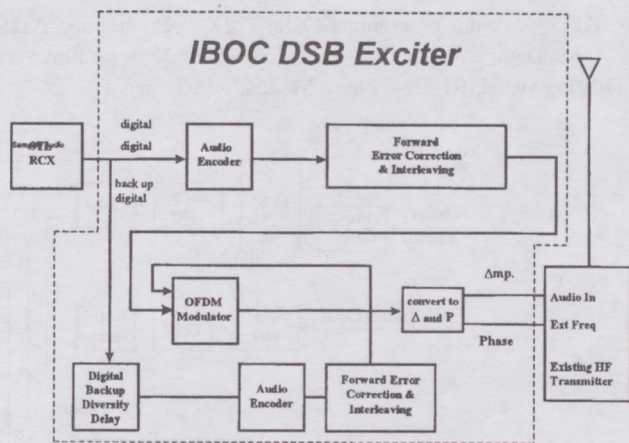 IBOC DSB Exciter
digital
digital
RCX
back up
digital
Audio
Encoder
Forward
Error Correction
& Interleaving
OFDM
Modulator
convert to
Δ and P
Δmp.
Phase
Audio In
Ext Freq
Existing HF
Transmitter
Digital
Backup
Diversity
Delay
Audio
Encoder
Forward Error
Correction &
Interleaving